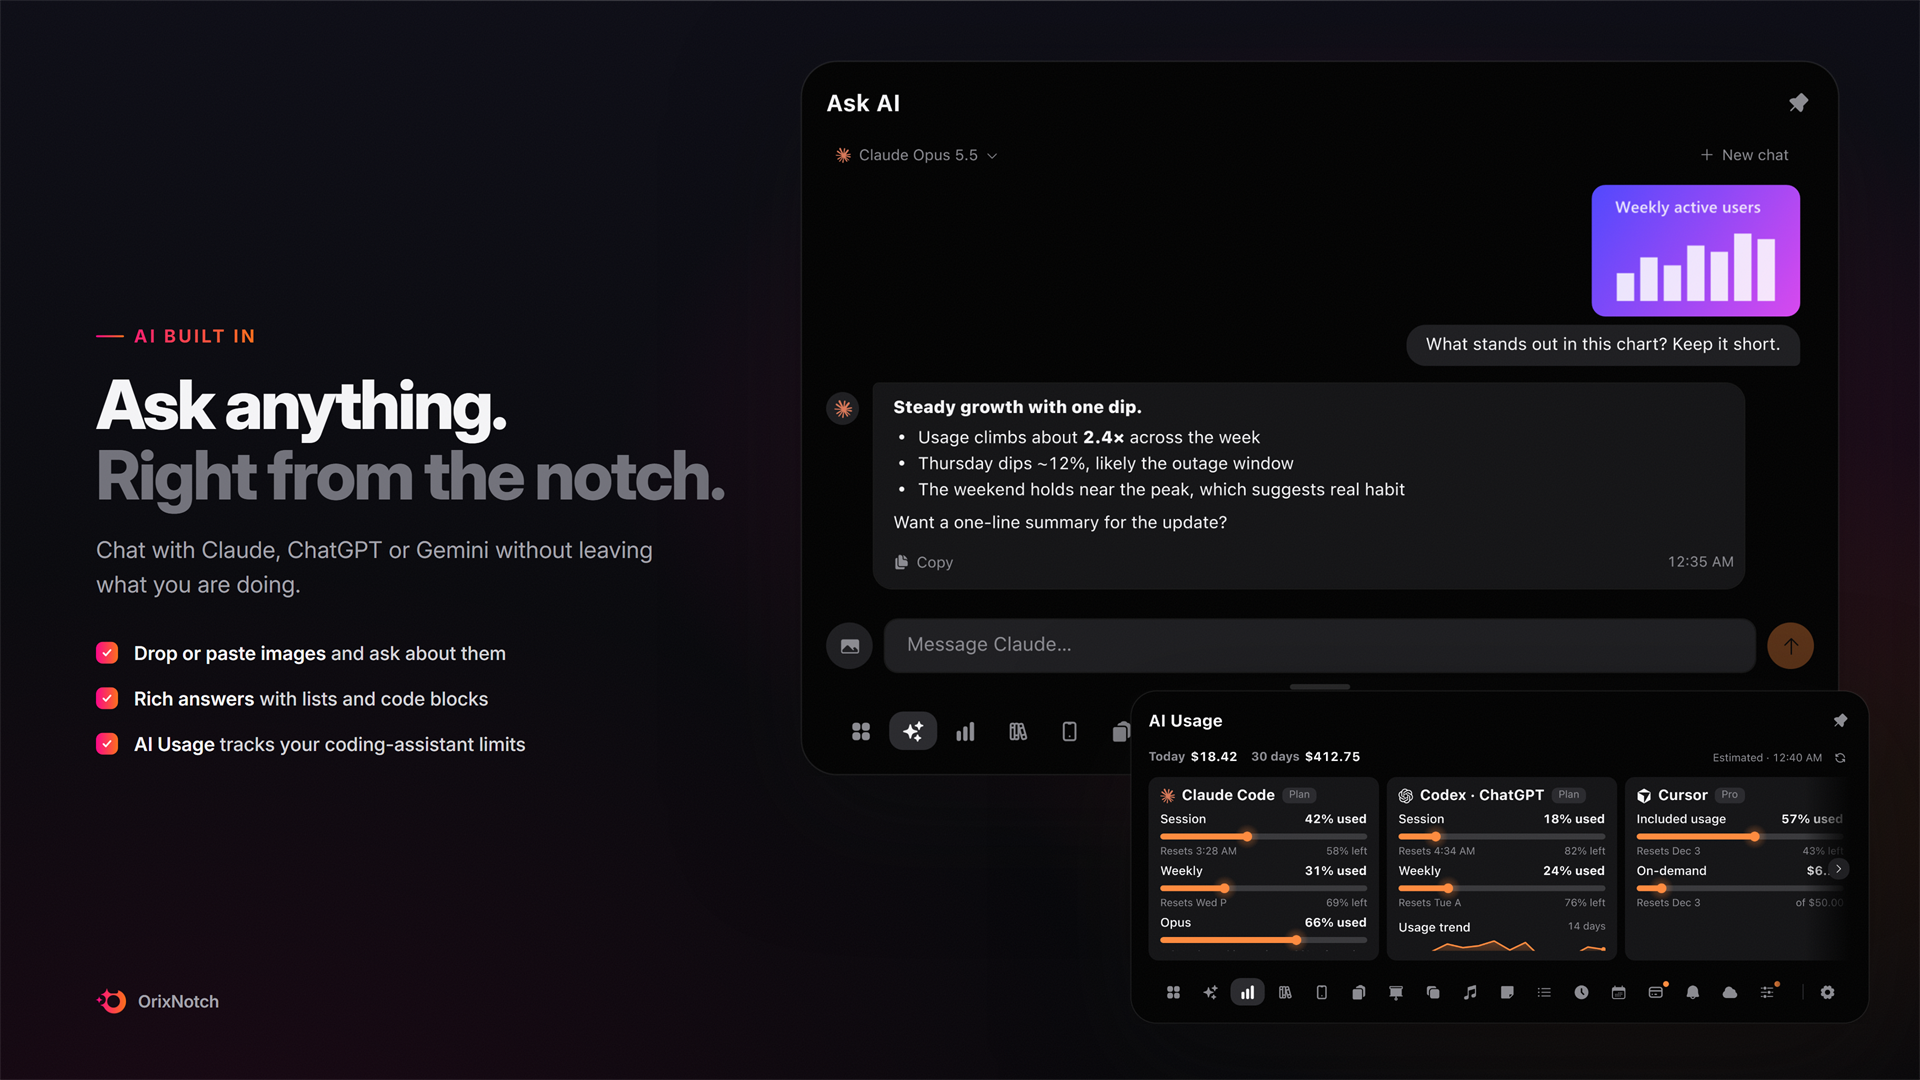 AI BUILT IN
Ask anything.
Right from the notch.
Chat with Claude, ChatGPT or Gemini without leaving
what you are doing.
Drop or paste images and ask about them
Rich answers with lists and code blocks
AI Usage tracks your coding-assistant limits
OrixNotch
Ask AI
Claude Opus 5.5
New chat
Weekly active users
What stands out in this chart? Keep it short.
Steady growth with one dip.
• Usage climbs about 2.4× across the week
• Thursday dips ~12%, likely the outage window
• The weekend holds near the peak, which suggests real habit
Want a one-line summary for the update?
Copy
12:35 AM
Message Claude...
AI Usage
Today $18.42 30 days $412.75
Estimated · 12:40 AM
Claude Code Plan
Session 42% used
Resets 3:28 AM 58% left
Weekly 31% used
Resets Wed P 69% left
Opus 66% used
Codex · ChatGPT Plan
Session 18% used
Resets 4:34 AM 82% left
Weekly 24% used
Resets Tue A 76% left
Usage trend 14 days
Cursor Pro
Included usage 57% used
Resets Dec 3 43% left
On-demand $6..
Resets Dec 3 of $50.00